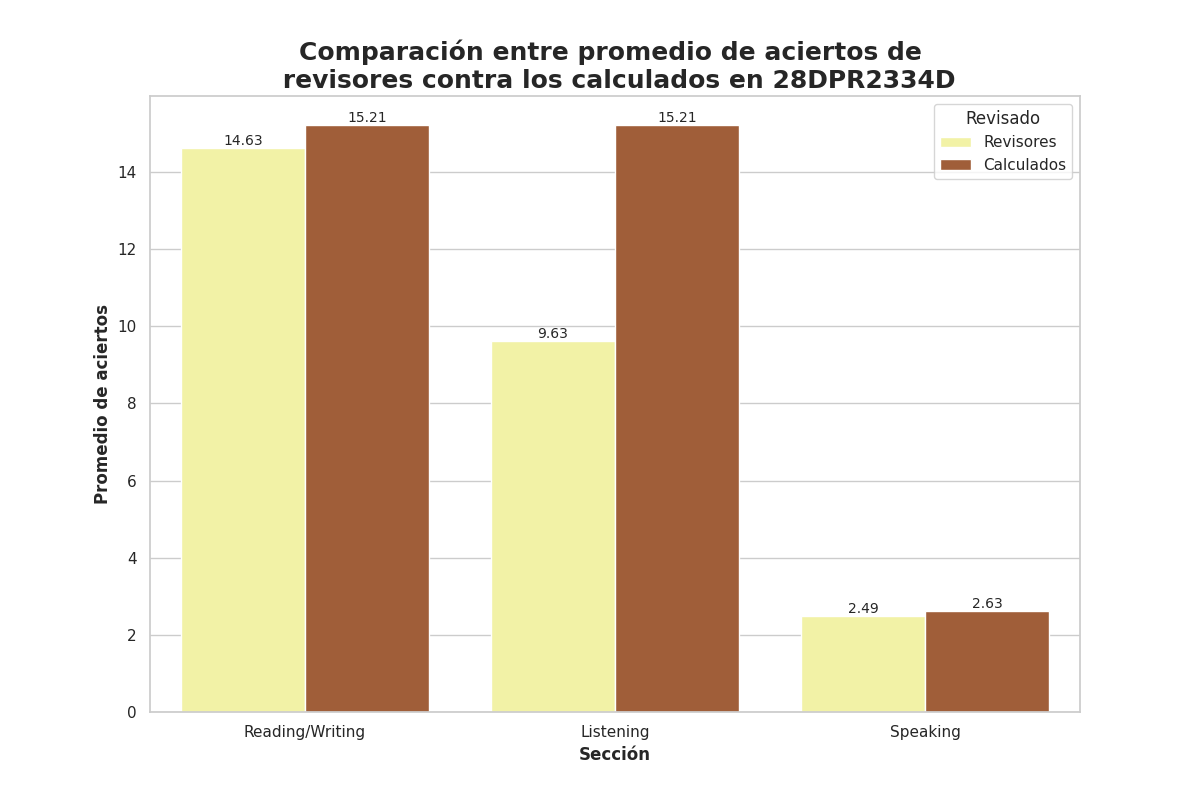 Comparación entre promedio de aciertos de
revisores contra los calculados en 28DPR2334D
Revisado
Revisores
Calculados
15.21
14.63
15.21
9.63
2.49
2.63
14
12
10
8
6
4
2
0
Promedio de aciertos
Reading/Writing
Listening
Speaking
Sección